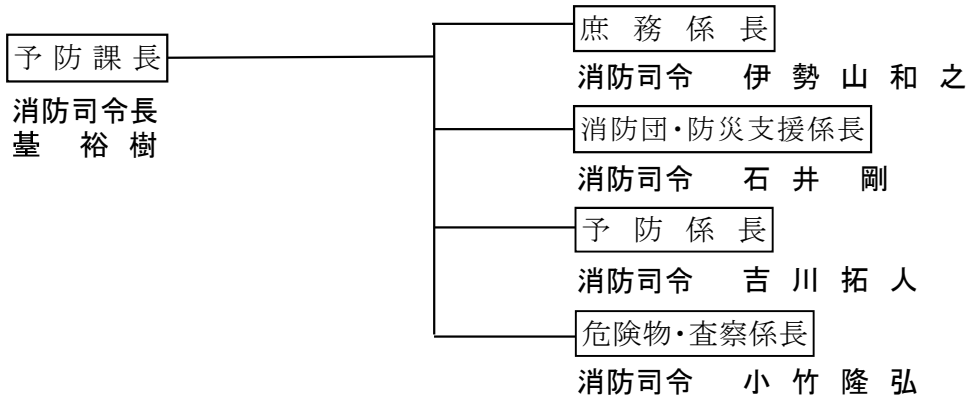 予防課長
消防司令長
基 裕樹
庶務係長
消防司令 伊勢山和之
消防団・防災支援係長
消防司令 石井 剛
予防係長
消防司令 吉川拓人
危険物・査察係長
消防司令 小竹隆弘